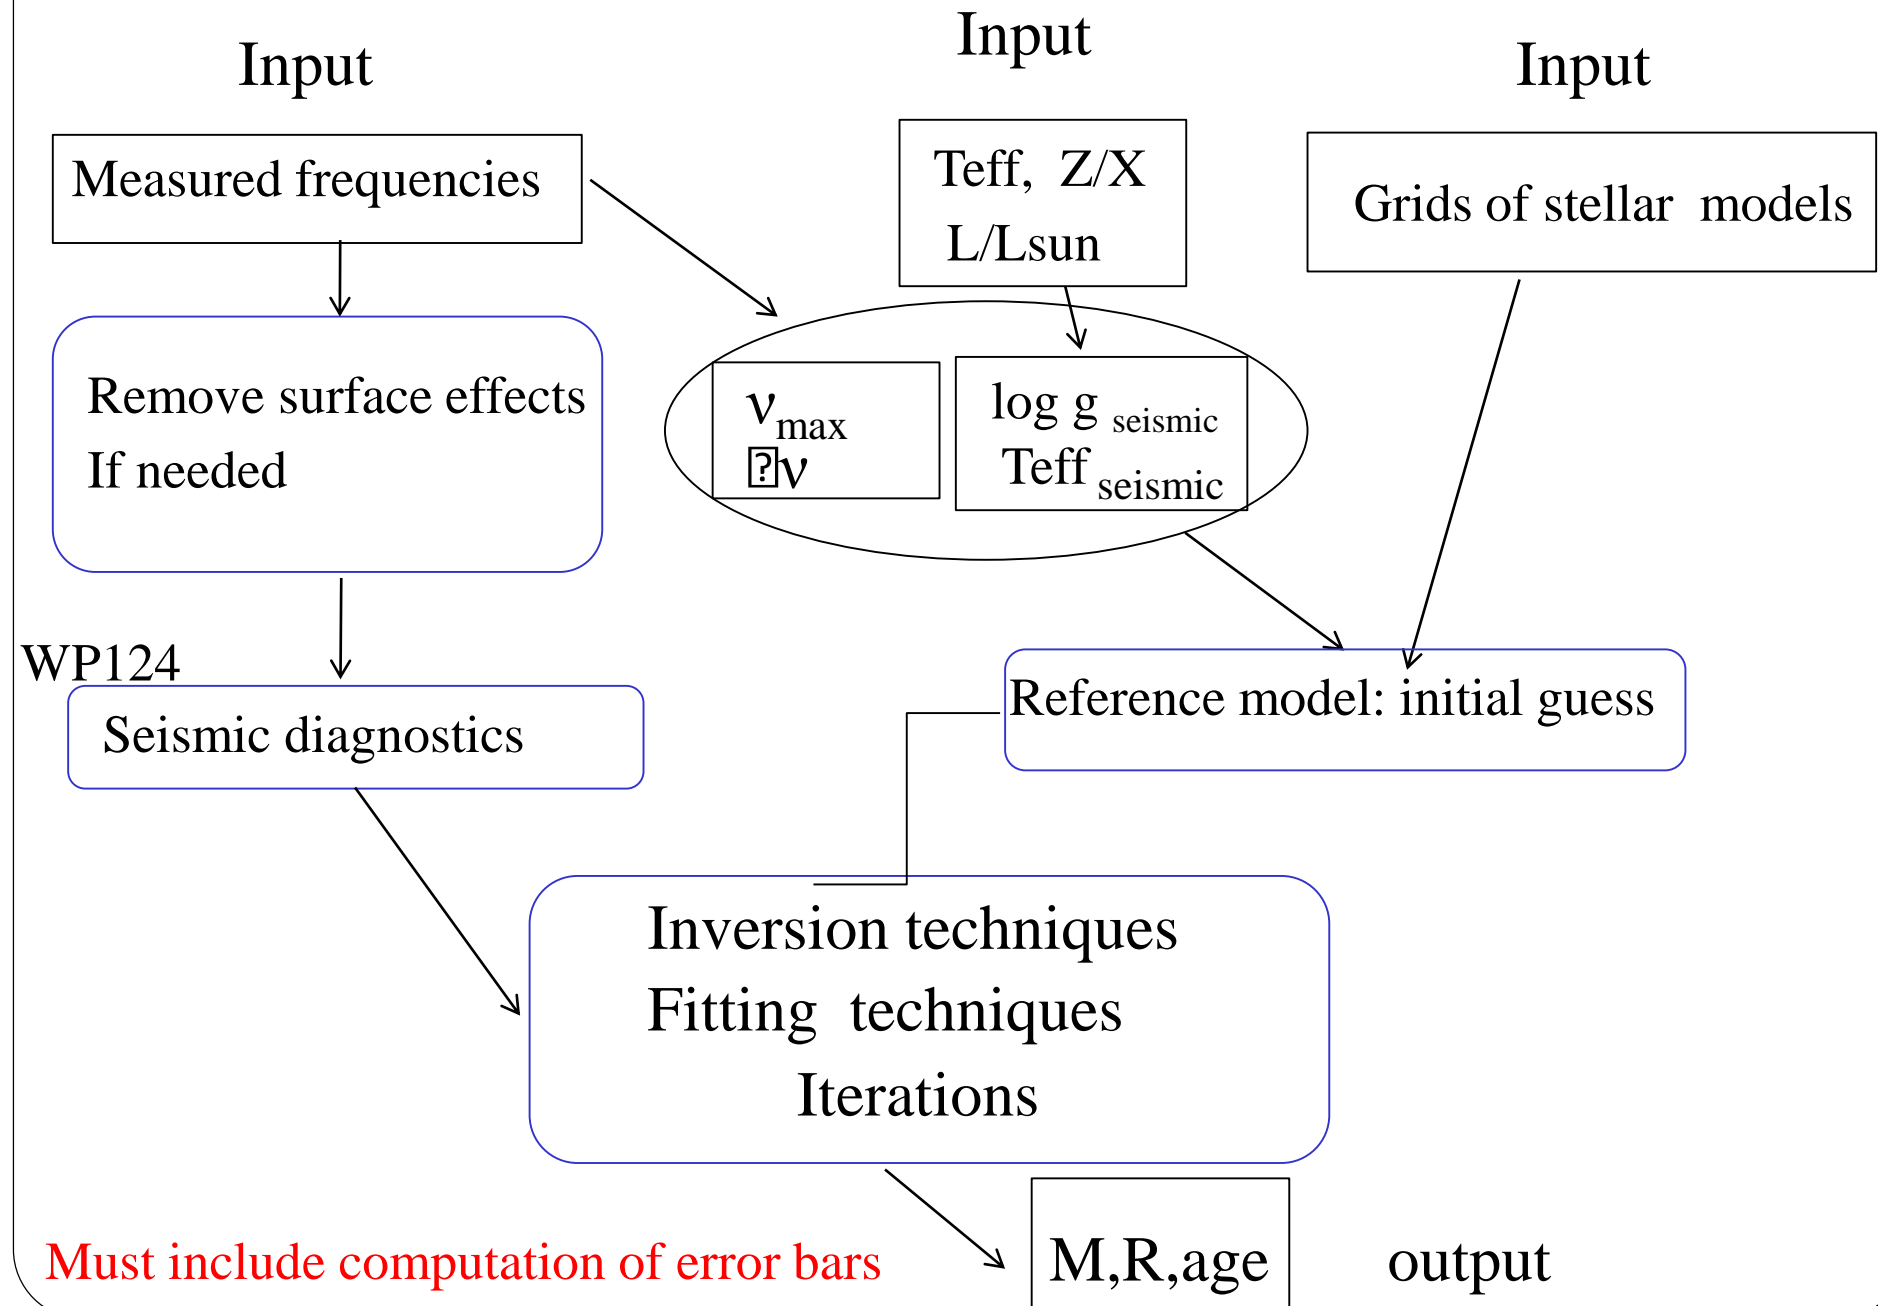 Input
Input
Input
Measured frequencies
Teff, Z/X
L/Lsun
Grids of stellar models
Remove surface effects
If needed
νmax
?ν
log g seismic
Teff seismic
WP124
Seismic diagnostics
Reference model: initial guess
Inversion techniques
Fitting techniques
Iterations
Must include computation of error bars
M,R,age
output